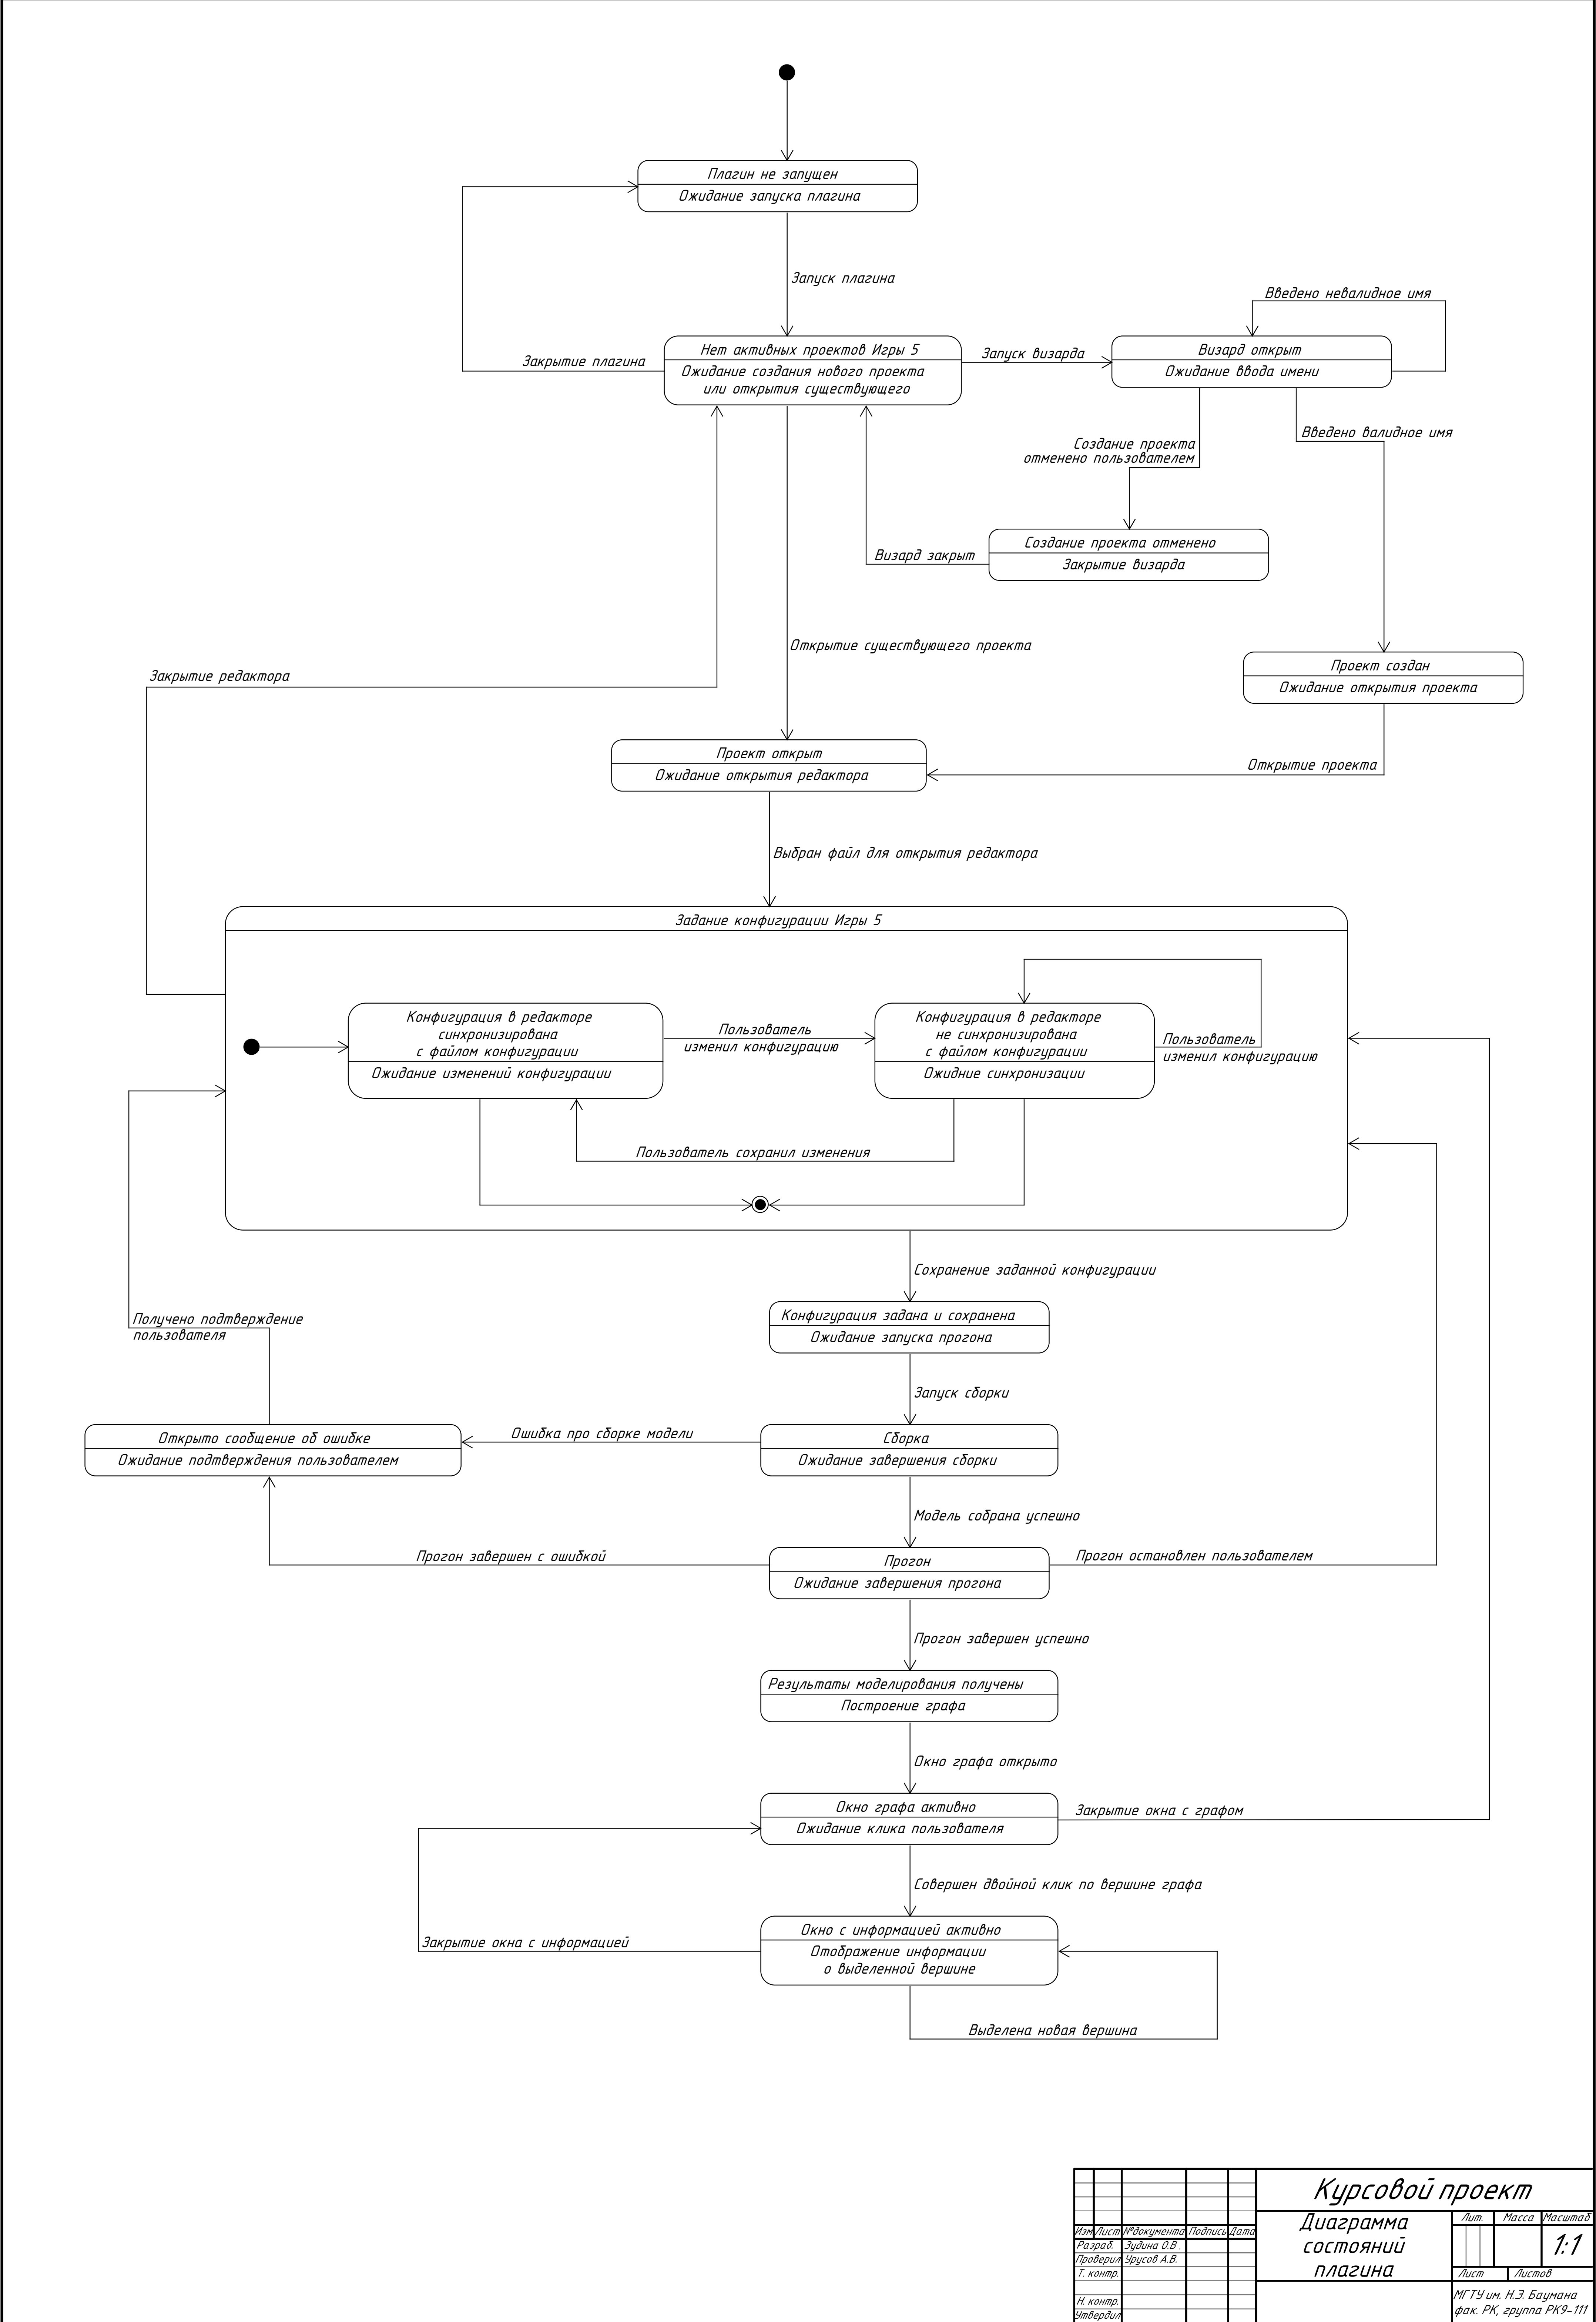 Плагин не запущен
Ожидание запуска плагина
Запуск плагина
Введено невалидное имя
Закрытие плагина
Нет активных проектов Игры 5
Ожидание создания нового проекта
или открытия существующего
Запуск визарда
Визард открыт
Ожидание ввода имени
Создание проекта
отменено пользователем
Введено валидное имя
Визард закрыт
Создание проекта отменено
Закрытие визарда
Открытие существующего проекта
Закрытие редактора
Проект создан
Ожидание открытия проекта
Проект открыт
Ожидание открытия редактора
Открытие проекта
Выбран файл для открытия редактора
Задание конфигурации Игры 5
Конфигурация в редакторе
синхронизирована
с файлом конфигурации
Ожидание изменений конфигурации
Пользователь
изменил конфигурацию
Конфигурация в редакторе
не синхронизирована
с файлом конфигурации
Ожидние синхронизации
Пользователь
изменил конфигурацию
Пользователь сохранил изменения
Сохранение заданной конфигурации
Получено подтверждение
пользователя
Конфигурация задана и сохранена
Ожидание запуска прогона
Запуск сборки
Открыто сообщение об ошибке
Ожидание подтверждения пользователем
Ошибка про сборке модели
Сборка
Ожидание завершения сборки
Модель собрана успешно
Прогон завершен с ошибкой
Прогон
Ожидание завершения прогона
Прогон остановлен пользователем
Прогон завершен успешно
Результаты моделирования получены
Построение графа
Окно графа открыто
Окно графа активно
Ожидание клика пользователя
Закрытие окна с графом
Совершен двойной клик по вершине графа
Закрытие окна с информацией
Окно с информацией активно
Отображение информации
о выделенной вершине
Выделена новая вершина
Курсовой проект
Изм Лист №документа Подпись Дата
Разраб. Зудина О.В.
Проверил Урусов А.В.
Т. контр.
Н. контр.
Утвердил
Диаграмма
состояний
плагина
Лит. Масса Масштаб
1:1
Лист Листов
МГТУ им. Н.Э. Баумана
фак. РК, группа РК9-111